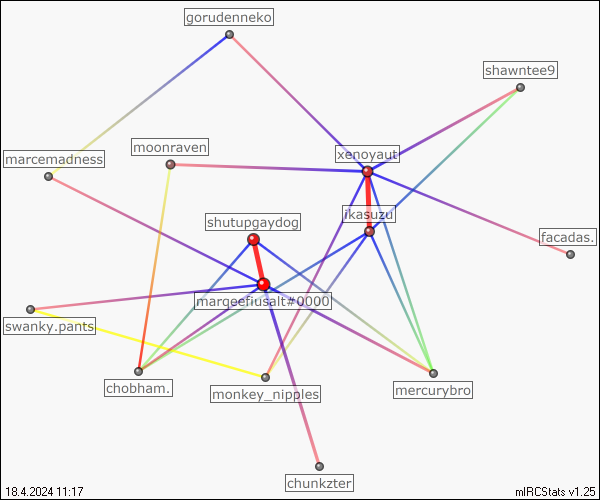 gorudenneko
shawntee9
moonraven
xenoyaut
marcemadness
ikasuzu
shutupgaydog
facadas.
marqeefiusalt#0000
swanky.pants
chobham.
monkey_nipples
mercurybro
chunkzter
18.4.2024 11:17
mIRCStats v1.25